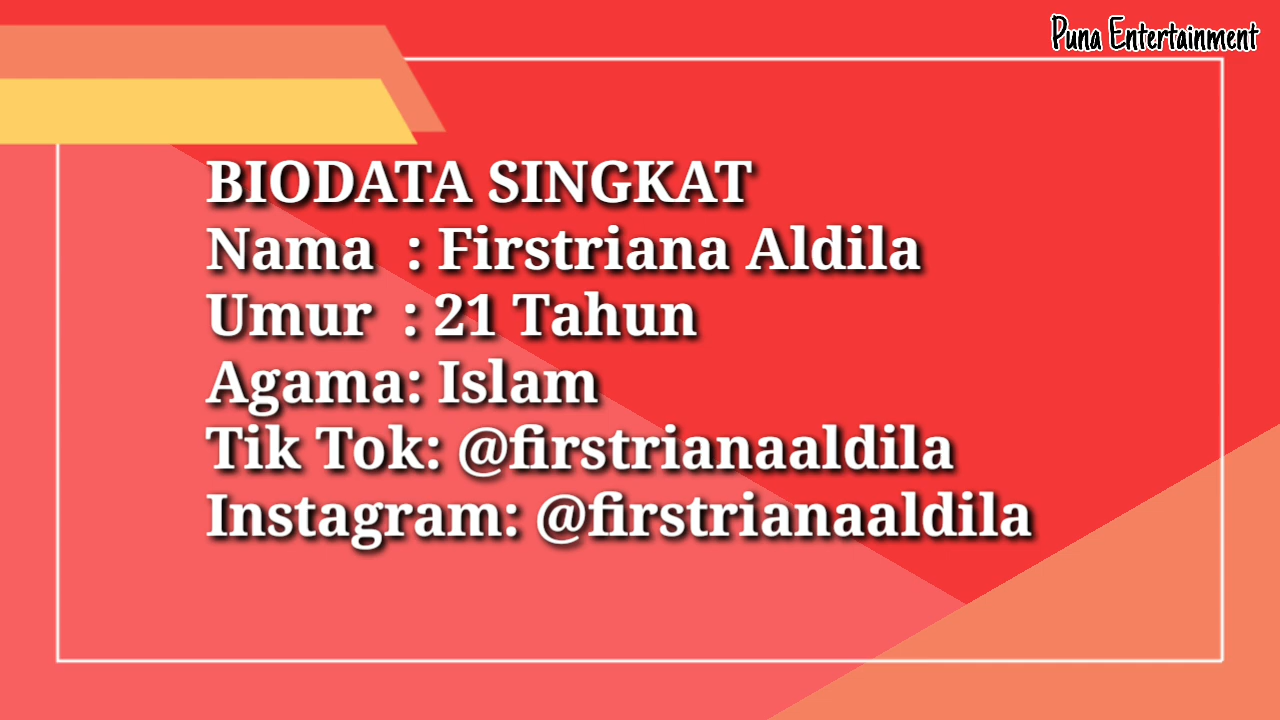 Puna Entertainment
BIODATA SINGKAT
Nama : Firstriana Aldila
Umur : 21 Tahun
Agama: Islam
Tik Tok: @firstrianaaldila
Instagram: @firstrianaaldila